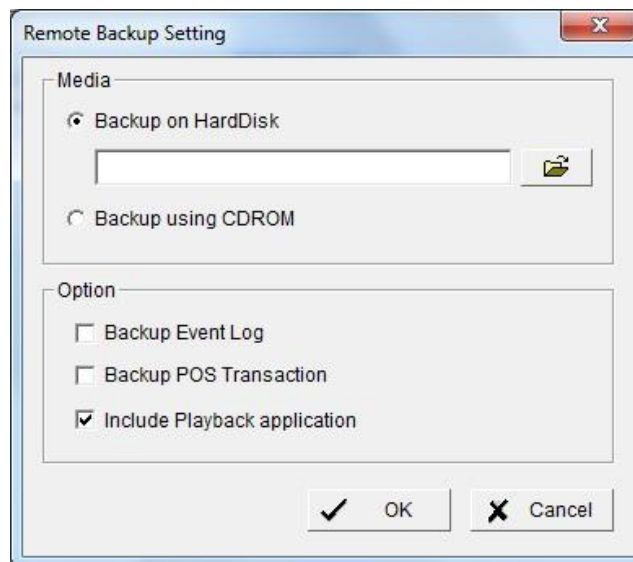 Remote Backup Setting
Media
Backup on HardDisk
Backup using CDROM
Option
Backup Event Log
Backup POS Transaction
Include Playback application
OK
Cancel